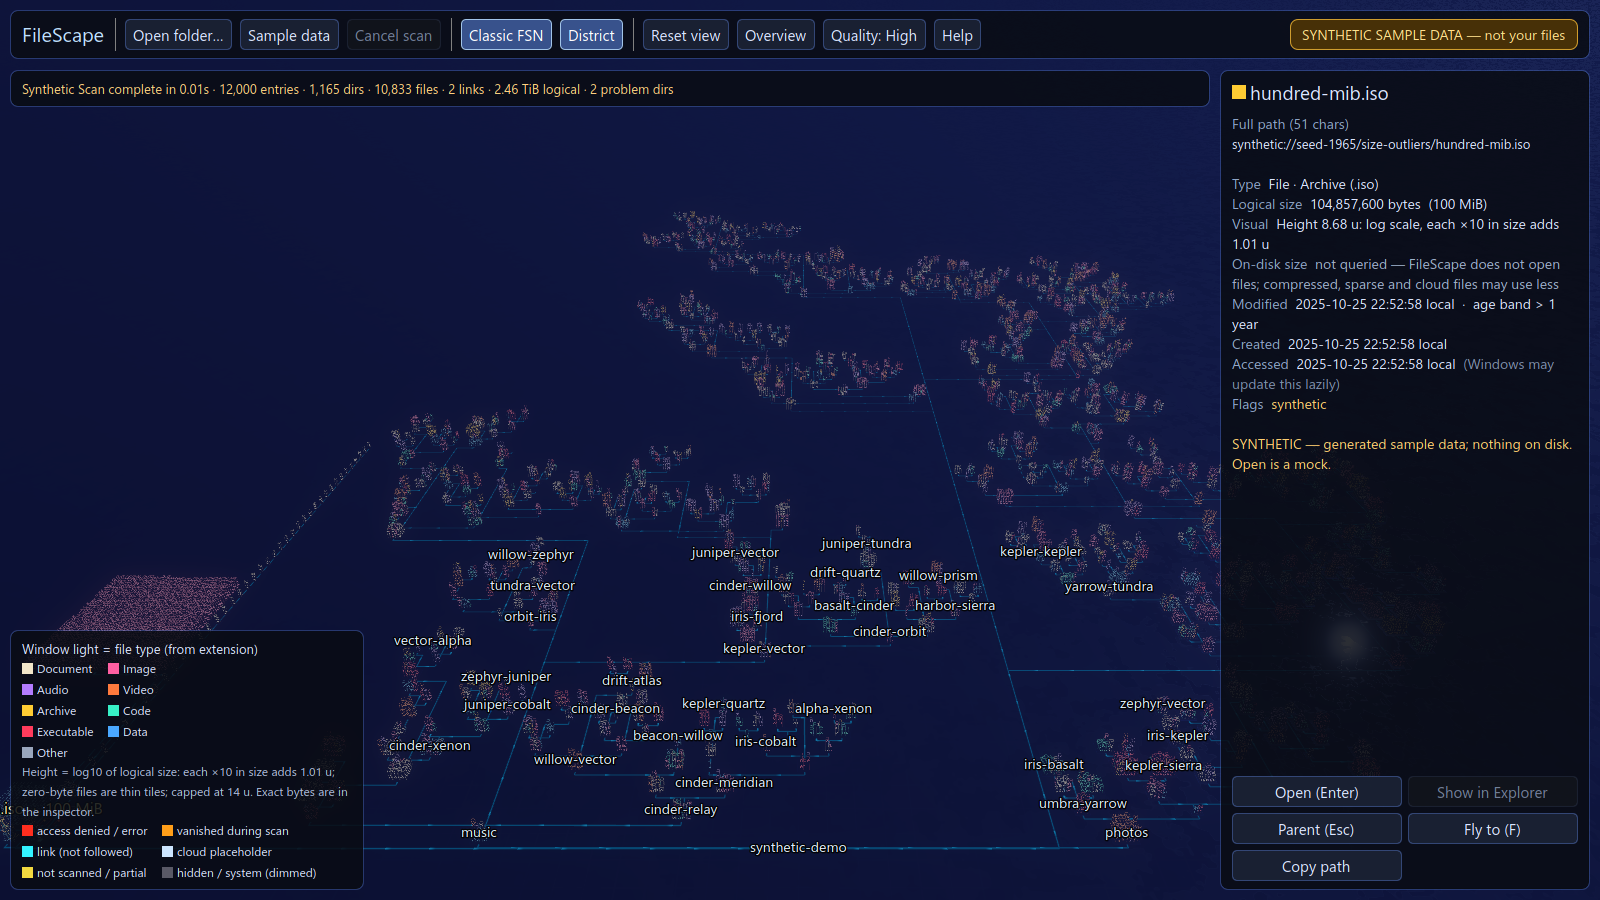 FileScape
Open folder...
Sample data
Cancel scan
Classic FSN
District
Reset view
Overview
Quality: High
Help
SYNTHETIC SAMPLE DATA — not your files
Synthetic Scan complete in 0.01s · 12,000 entries · 1,165 dirs · 10,833 files · 2 links · 2.46 TiB logical · 2 problem dirs
hundred-mib.iso
Full path (51 chars)
synthetic://seed-1965/size-outliers/hundred-mib.iso
Type File · Archive (.iso)
Logical size 104,857,600 bytes (100 MiB)
Visual Height 8.68 u: log scale, each ×10 in size adds
1.01 u
On-disk size not queried — FileScape does not open
files; compressed, sparse and cloud files may use less
Modified 2025-10-25 22:52:58 local · age band > 1
year
Created 2025-10-25 22:52:58 local
Accessed 2025-10-25 22:52:58 local (Windows may
update this lazily)
Flags synthetic
SYNTHETIC — generated sample data; nothing on disk.
Open is a mock.
Open (Enter)
Show in Explorer
Parent (Esc)
Fly to (F)
Copy path
juniper-tundra
willow-zephyr
juniper-vector
kepler-kepler
drift-quartz
willow-prism
tundra-vector
cinder-willow
yarrow-tundra
basalt-cinder
harbor-sierra
orbit-iris
iris-fjord
cinder-orbit
vector-alpha
kepler-vector
zephyr-juniper
drift-atlas
juniper-cobalt
cinder-beacon
kepler-quartz
alpha-xenon
zephyr-vector
beacon-willow
iris-cobalt
iris-kepler
cinder-xenon
willow-vector
iris-basalt
kepler-sierra
cinder-meridian
umbra-yarrow
cinder-relay
music
photos
synthetic-demo
Window light = file type (from extension)
Document
Image
Audio
Video
Archive
Code
Executable
Data
Other
Height = log10 of logical size: each ×10 in size adds 1.01 u;
zero-byte files are thin tiles; capped at 14 u. Exact bytes are in
the inspector.
access denied / error
vanished during scan
link (not followed)
cloud placeholder
not scanned / partial
hidden / system (dimmed)